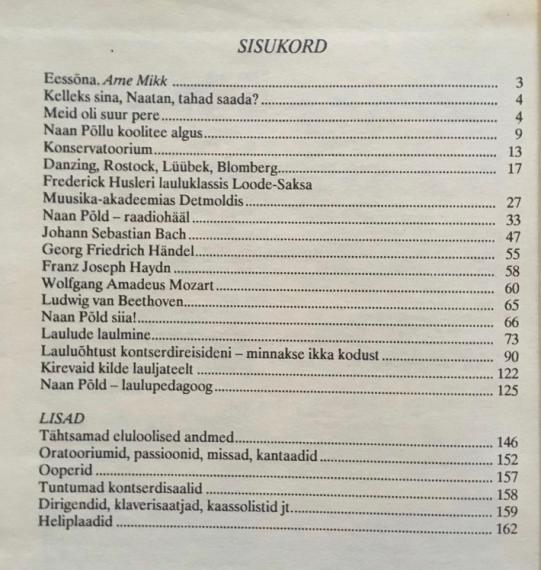 SISUKORD
Eessõna. Arne Mikk ........ 3
Kelleks sina, Naatan, tahad saada? ........ 4
Meid oli suur pere ........ 4
Naan Põllu koolitee algus ........ 9
Konservatoorium ........ 13
Danzing, Rostock, Lüübek, Blomberg ........ 17
Frederick Husleri lauluklassis Loode-Saksa
Muusika-akadeemias Detmoldis ........ 27
Naan Põld – raadiohääl ........ 33
Johann Sebastian Bach ........ 47
Georg Friedrich Händel ........ 55
Franz Joseph Haydn ........ 58
Wolfgang Amadeus Mozart ........ 60
Ludwig van Beethoven ........ 65
Naan Põld siia! ........ 66
Laulude laulmine ........ 73
Lauluõhtust kontserdireisideni – minnakse ikka kodust ........ 90
Kirevaid kilde lauljateelt ........ 122
Naan Põld – laulupedagoog ........ 125
LISAD
Tähtsamad eluloolised andmed ........ 146
Oratooriumid, passioonid, missad, kantaadid ........ 152
Ooperid ........ 157
Tuntumad kontserdisaalid ........ 158
Dirigendid, klaverisaatjad, kaassolistid jt. ........ 159
Heliplaadid ........ 162